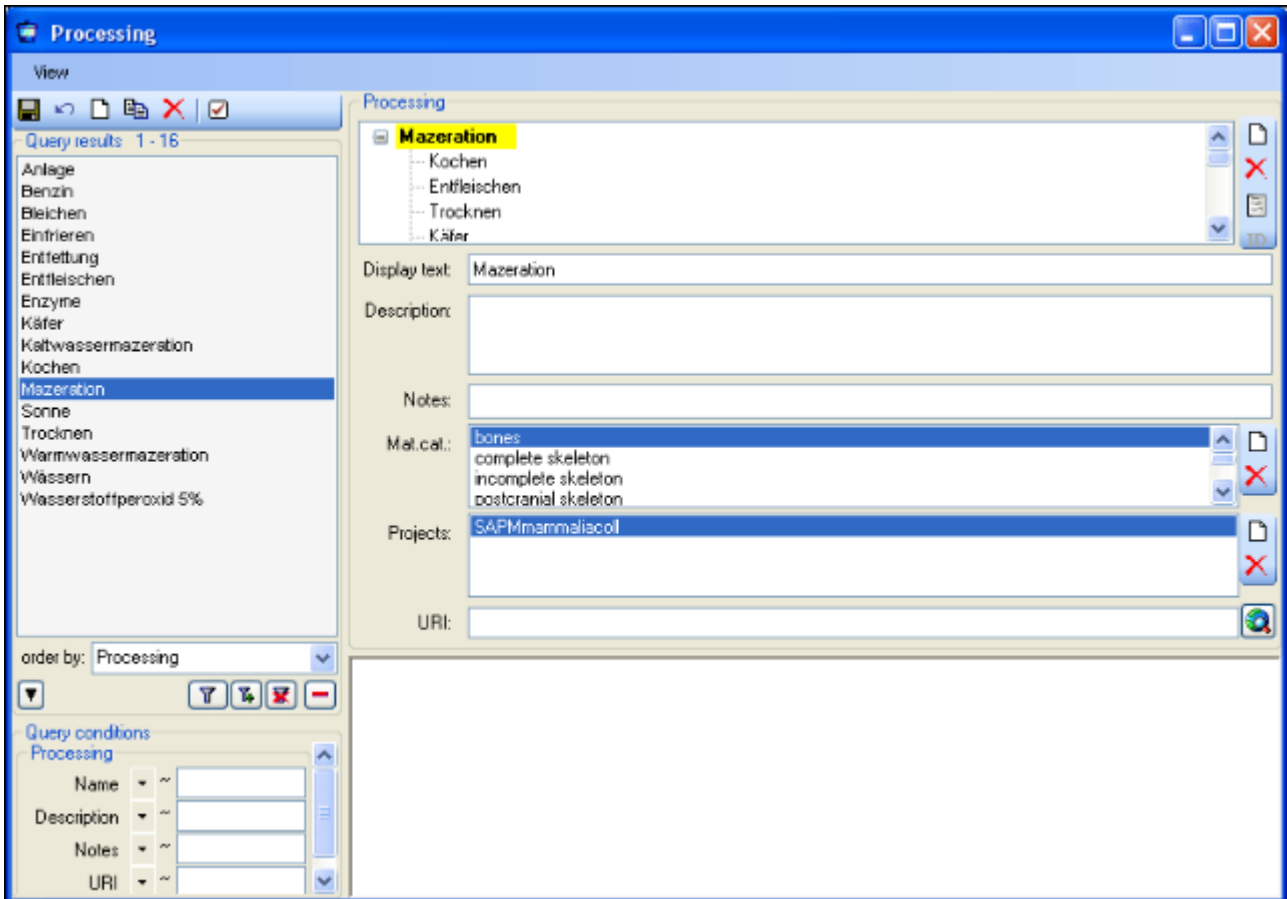 Processing
View
Query results 1 - 16
Anlage
Benzin
Bleichen
Einfrieren
Entfettung
Entfleischen
Enzyme
Käfer
Kaltwassermazeration
Kochen
Mazeration
Sonne
Trocknen
Warmwassermazeration
Wässern
Wasserstoffperoxid 5%
order by: Processing
Query conditions
Processing
Name ~
Description ~
Notes ~
URI ~
Processing
Mazeration
Kochen
Entfleischen
Trocknen
Käfer
ID
Display text: Mazeration
Description:
Notes:
Mat.cat.: bones
complete skeleton
incomplete skeleton
postcranial skeleton
Projects: SAPMmammaliacoll
URI: